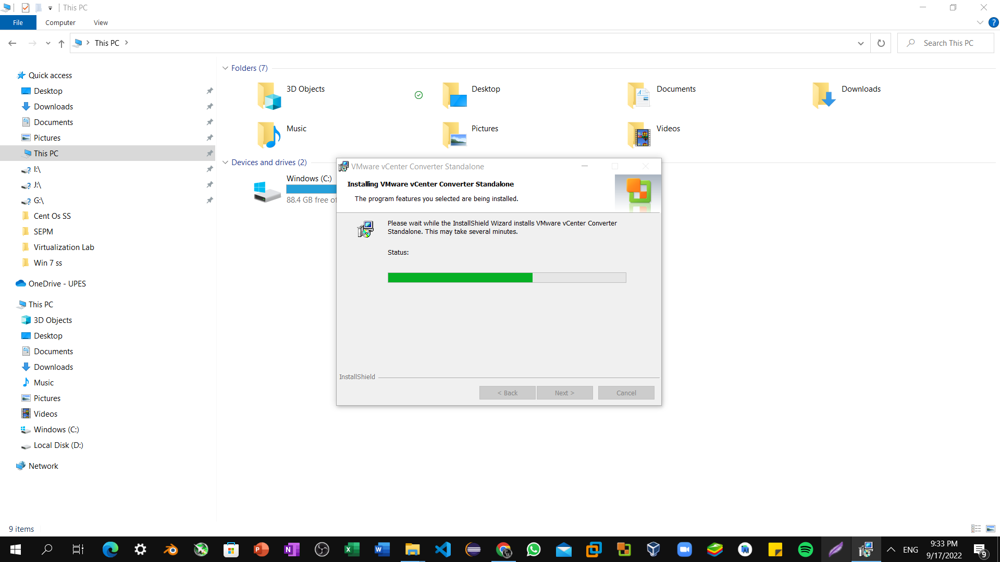 This PC
File
Computer
View
This PC
Search This PC
Quick access
Desktop
Downloads
Documents
Pictures
This PC
I:\
J:\
G:\
Cent Os SS
SEPM
Virtualization Lab
Win 7 ss
OneDrive - UPES
This PC
3D Objects
Desktop
Documents
Downloads
Music
Pictures
Videos
Windows (C:)
Local Disk (D:)
Network
Folders (7)
3D Objects
Desktop
Documents
Downloads
Music
Pictures
Videos
Devices and drives (2)
Windows (C:)
88.4 GB free
VMware vCenter Converter Standalone
Installing VMware vCenter Converter Standalone
The program features you selected are being installed.
Please wait while the InstallShield Wizard installs VMware vCenter Converter
Standalone. This may take several minutes.
Status:
InstallShield
< Back
Next >
Cancel
9 items
ENG
9:33 PM
9/17/2022
9